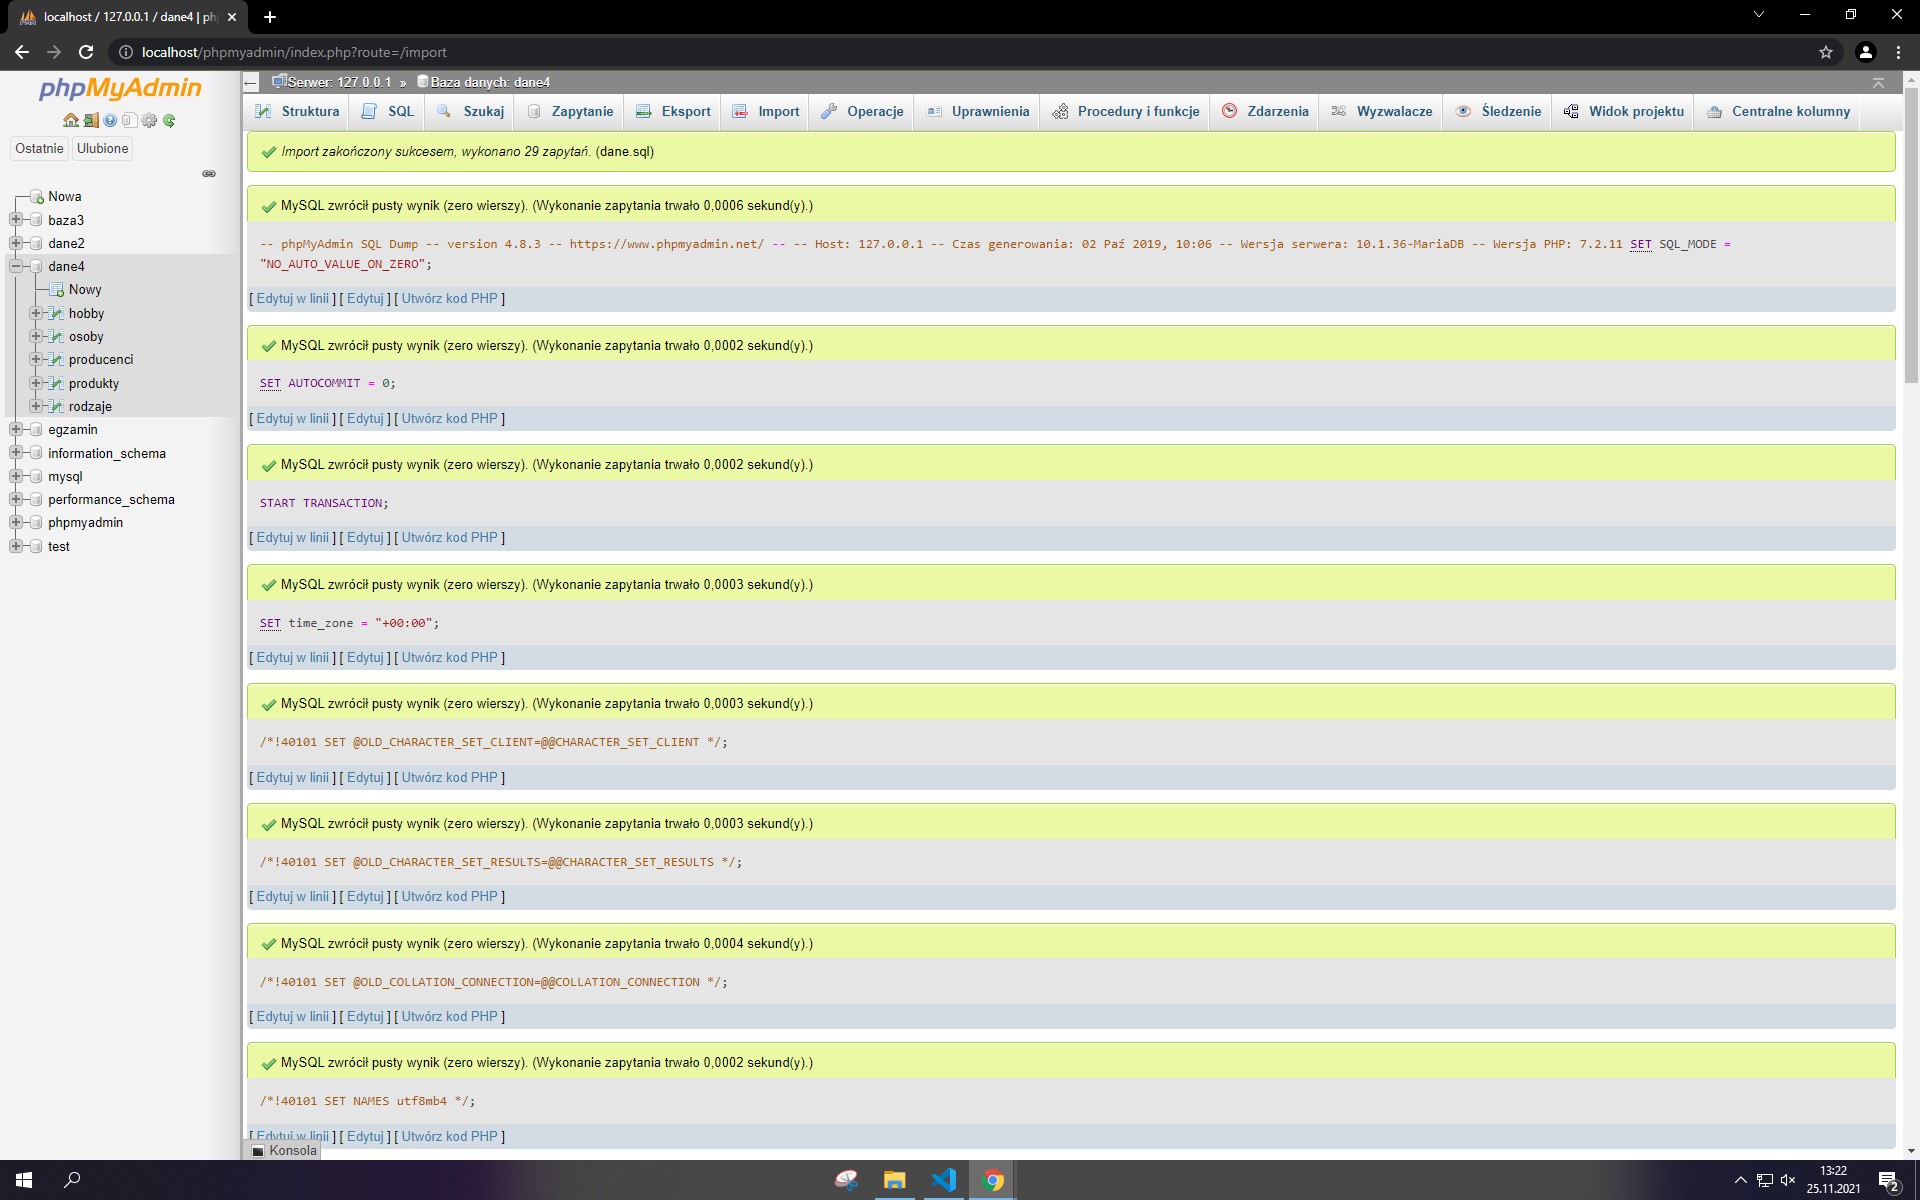 localhost / 127.0.0.1 / dane4 | ph
localhost/phpmyadmin/index.php?route=/import
phpMyAdmin
Ostatnie Ulubione
Nowa
baza3
dane2
dane4
Nowy
hobby
osoby
producenci
produkty
rodzaje
egzamin
information_schema
mysql
performance_schema
phpmyadmin
test
Serwer: 127.0.0.1 » Baza danych: dane4
Struktura SQL Szukaj Zapytanie Eksport Import Operacje Uprawnienia Procedury i funkcje Zdarzenia Wyzwalacze Śledzenie Widok projektu Centralne kolumny
Import zakończony sukcesem, wykonano 29 zapytań. (dane.sql)
MySQL zwrócił pusty wynik (zero wierszy). (Wykonanie zapytania trwało 0,0006 sekund(y).)
-- phpMyAdmin SQL Dump -- version 4.8.3 -- https://www.phpmyadmin.net/ -- -- Host: 127.0.0.1 -- Czas generowania: 02 Paź 2019, 10:06 -- Wersja serwera: 10.1.36-MariaDB -- Wersja PHP: 7.2.11 SET SQL_MODE =
"NO_AUTO_VALUE_ON_ZERO";
[ Edytuj w linii ] [ Edytuj ] [ Utwórz kod PHP ]
MySQL zwrócił pusty wynik (zero wierszy). (Wykonanie zapytania trwało 0,0002 sekund(y).)
SET AUTOCOMMIT = 0;
[ Edytuj w linii ] [ Edytuj ] [ Utwórz kod PHP ]
MySQL zwrócił pusty wynik (zero wierszy). (Wykonanie zapytania trwało 0,0002 sekund(y).)
START TRANSACTION;
[ Edytuj w linii ] [ Edytuj ] [ Utwórz kod PHP ]
MySQL zwrócił pusty wynik (zero wierszy). (Wykonanie zapytania trwało 0,0003 sekund(y).)
SET time_zone = "+00:00";
[ Edytuj w linii ] [ Edytuj ] [ Utwórz kod PHP ]
MySQL zwrócił pusty wynik (zero wierszy). (Wykonanie zapytania trwało 0,0003 sekund(y).)
/*!40101 SET @OLD_CHARACTER_SET_CLIENT=@@CHARACTER_SET_CLIENT */;
[ Edytuj w linii ] [ Edytuj ] [ Utwórz kod PHP ]
MySQL zwrócił pusty wynik (zero wierszy). (Wykonanie zapytania trwało 0,0003 sekund(y).)
/*!40101 SET @OLD_CHARACTER_SET_RESULTS=@@CHARACTER_SET_RESULTS */;
[ Edytuj w linii ] [ Edytuj ] [ Utwórz kod PHP ]
MySQL zwrócił pusty wynik (zero wierszy). (Wykonanie zapytania trwało 0,0004 sekund(y).)
/*!40101 SET @OLD_COLLATION_CONNECTION=@@COLLATION_CONNECTION */;
[ Edytuj w linii ] [ Edytuj ] [ Utwórz kod PHP ]
MySQL zwrócił pusty wynik (zero wierszy). (Wykonanie zapytania trwało 0,0002 sekund(y).)
/*!40101 SET NAMES utf8mb4 */;
[ Edytuj w linii ] [ Edytuj ] [ Utwórz kod PHP ]
Konsola
13:22
25.11.2021
2